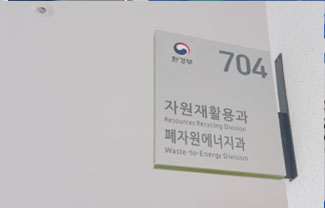 환경부
704
자원재활용과
Resources Recycling Division
폐자원에너지과
Waste-to-Energy Division